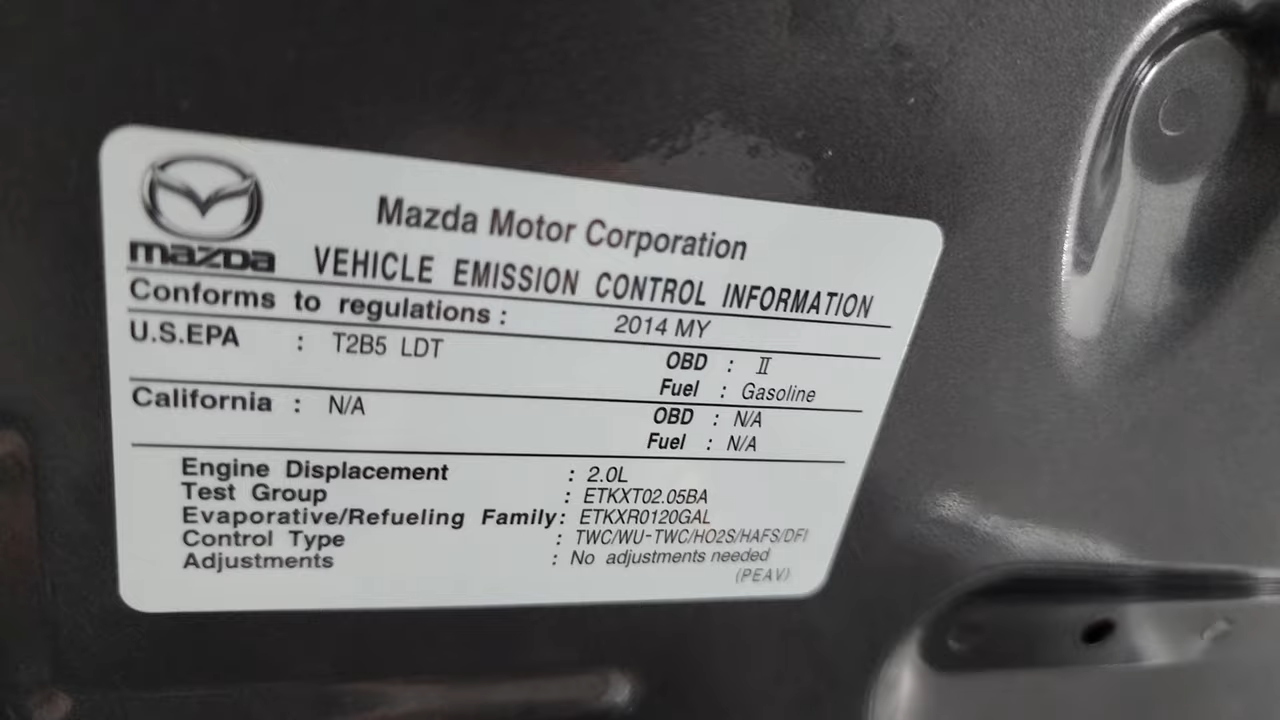 mazda
Mazda Motor Corporation
VEHICLE EMISSION CONTROL INFORMATION
Conforms to regulations : 2014 MY
U.S.EPA : T2B5 LDT OBD : Ⅱ
Fuel : Gasoline
California : N/A OBD : N/A
Fuel : N/A
Engine Displacement : 2.0L
Test Group : ETKXT02.05BA
Evaporative/Refueling Family: ETKXR0120GAL
Control Type : TWC/WU-TWC/HO2S/HAFS/DFI
Adjustments : No adjustments needed
(PEAV)